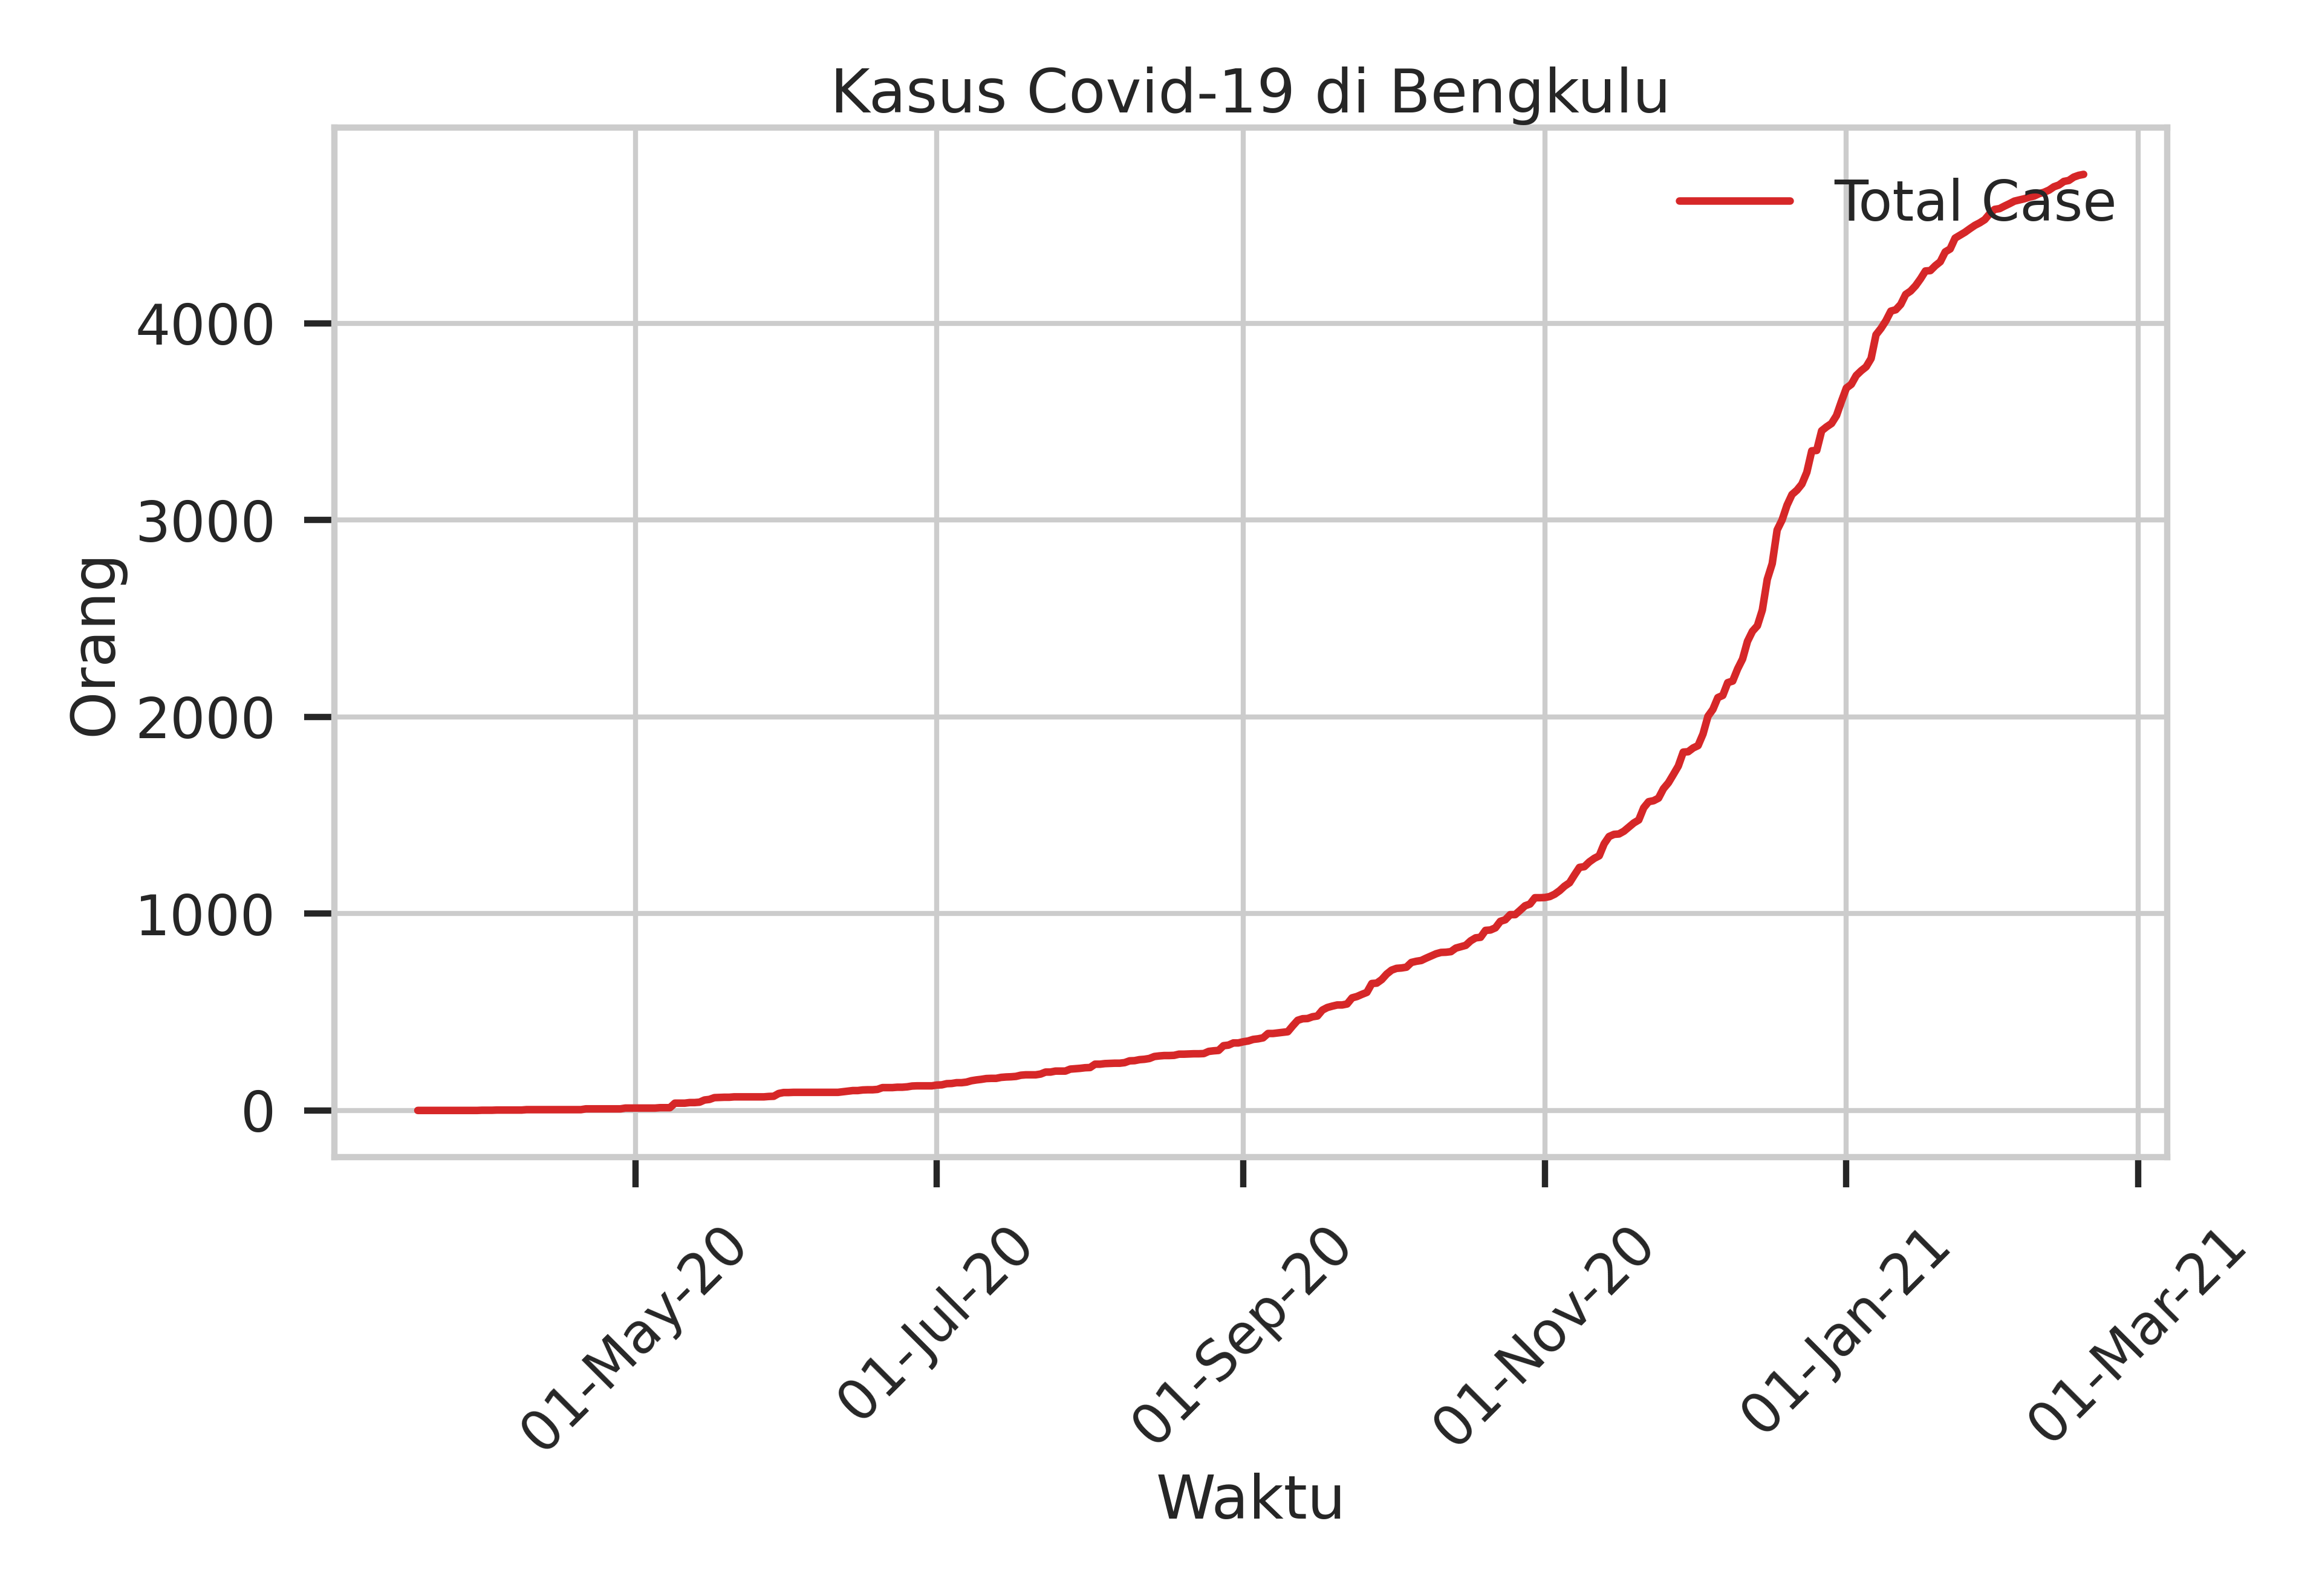 Kasus Covid-19 di Bengkulu
Total Case
Orang
4000
3000
2000
1000
0
01-May-20
01-Jul-20
01-Sep-20
01-Nov-20
01-Jan-21
01-Mar-21
Waktu